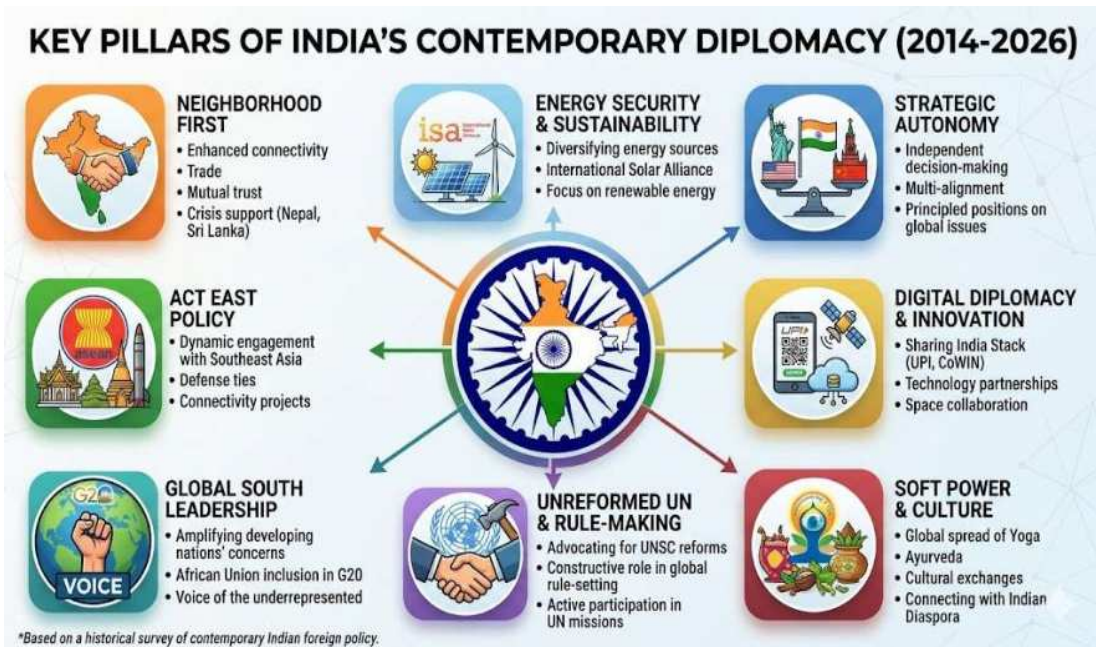 KEY PILLARS OF INDIA'S CONTEMPORARY DIPLOMACY (2014-2026)
NEIGHBORHOOD
FIRST
• Enhanced connectivity
• Trade
• Mutual trust
• Crisis support (Nepal,
Sri Lanka)
isa
ENERGY SECURITY
& SUSTAINABILITY
• Diversifying energy sources
• International Solar Alliance
• Focus on renewable energy
STRATEGIC
AUTONOMY
• Independent
decision-making
• Multi-alignment
• Principled positions on
global issues
asean
ACT EAST
POLICY
• Dynamic engagement
with Southeast Asia
• Defense ties
• Connectivity projects
UPI
DIGITAL DIPLOMACY
& INNOVATION
• Sharing India Stack
(UPI, CoWIN)
• Technology partnerships
• Space collaboration
G20
VOICE
GLOBAL SOUTH
LEADERSHIP
• Amplifying developing
nations' concerns
• African Union inclusion in G20
• Voice of the underrepresented
UNREFORMED UN
& RULE-MAKING
• Advocating for UNSC reforms
• Constructive role in global
rule-setting
• Active participation in
UN missions
SOFT POWER
& CULTURE
• Global spread of Yoga
• Ayurveda
• Cultural exchanges
• Connecting with Indian
Diaspora
*Based on a historical survey of contemporary Indian foreign policy.